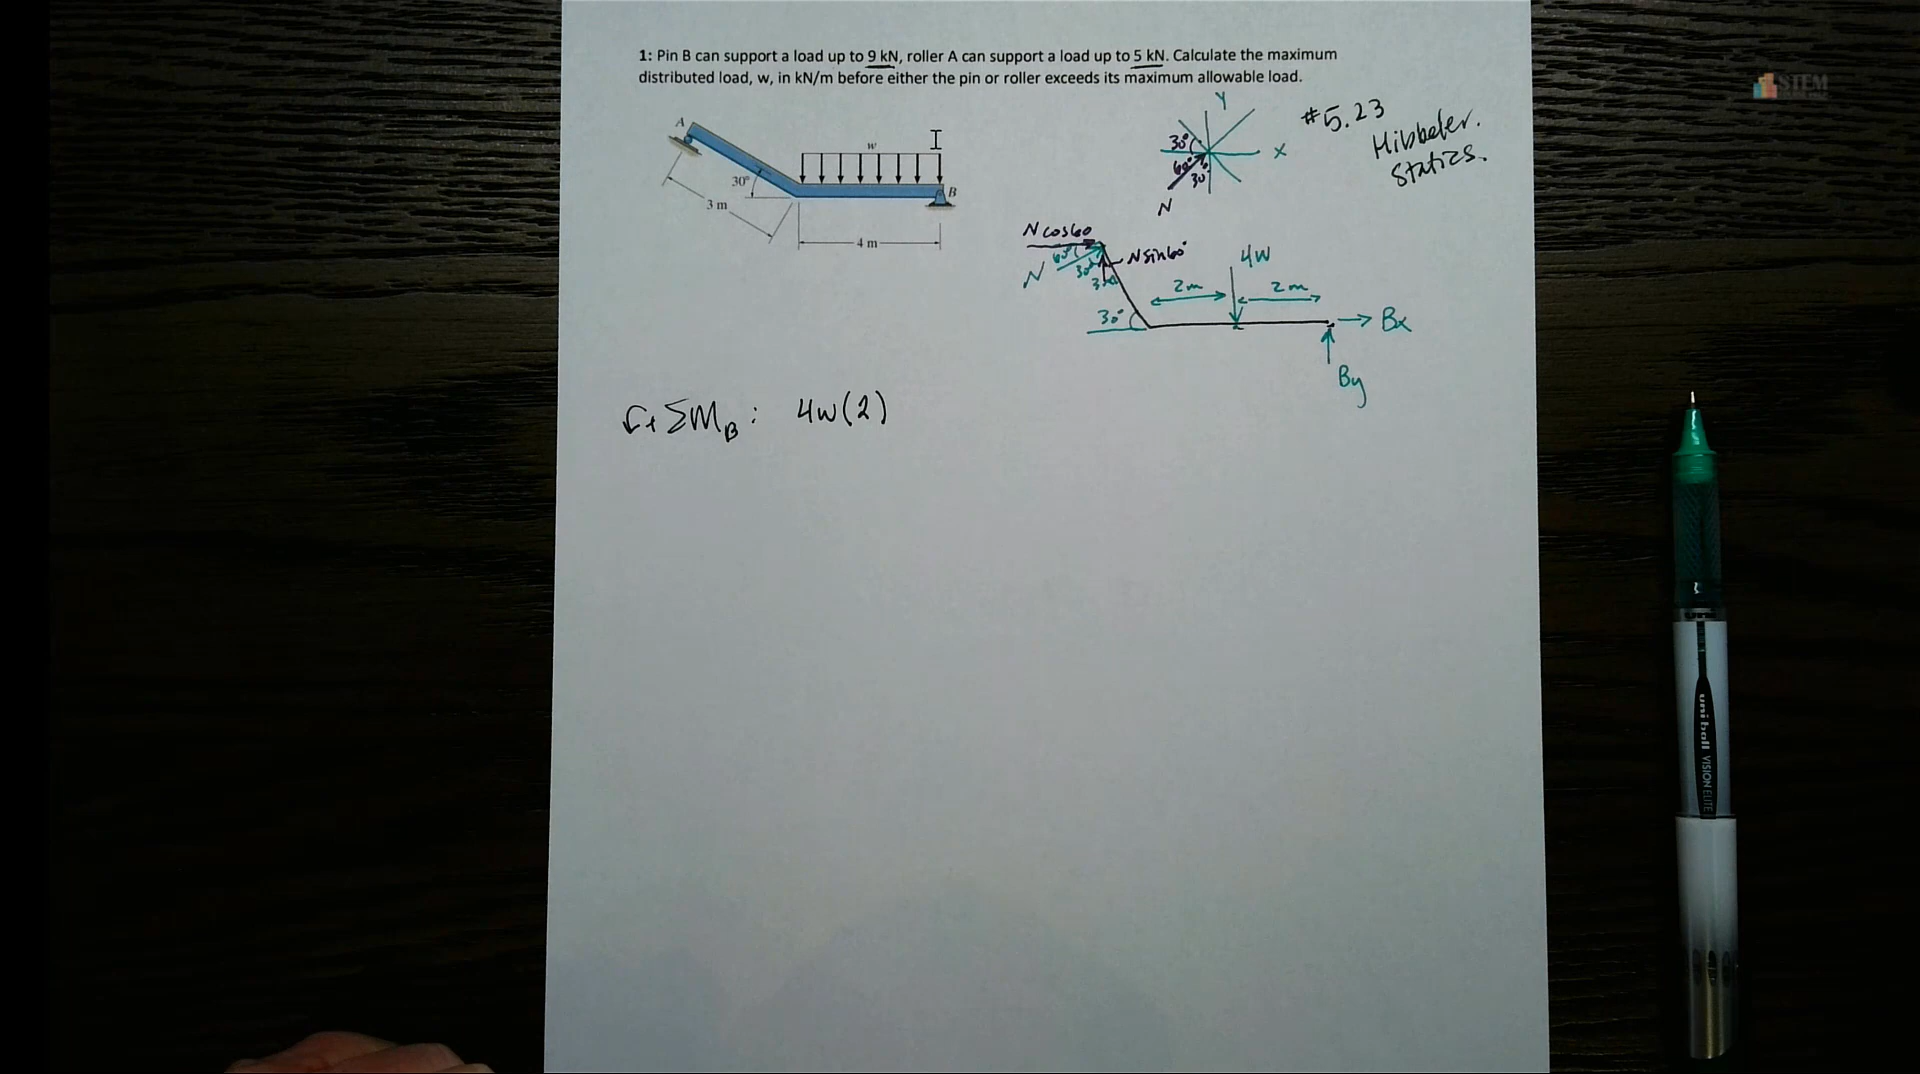 1: Pin B can support a load up to 9 kN, roller A can support a load up to 5 kN. Calculate the maximum
distributed load, w, in kN/m before either the pin or roller exceeds its maximum allowable load.
A
w
30°
B
3 m
4 m
Y
30°
X
60°
30°
N
#5.23
Hibbeler.
Statics.
N cos60
60°
N sin60°
N
30°
30
4W
2m
2m
30°
Bx
By
+ ΣM_B: 4w(2)
STEM
uni-ball VISION ELITE